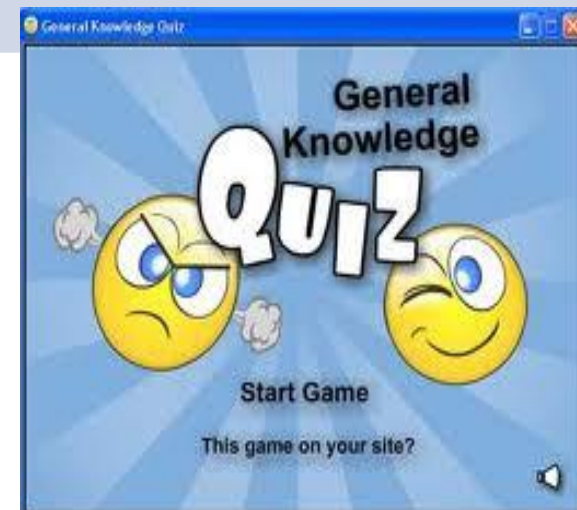 General Knowledge Quiz
General
Knowledge
QUIZ
Start Game
This game on your site?